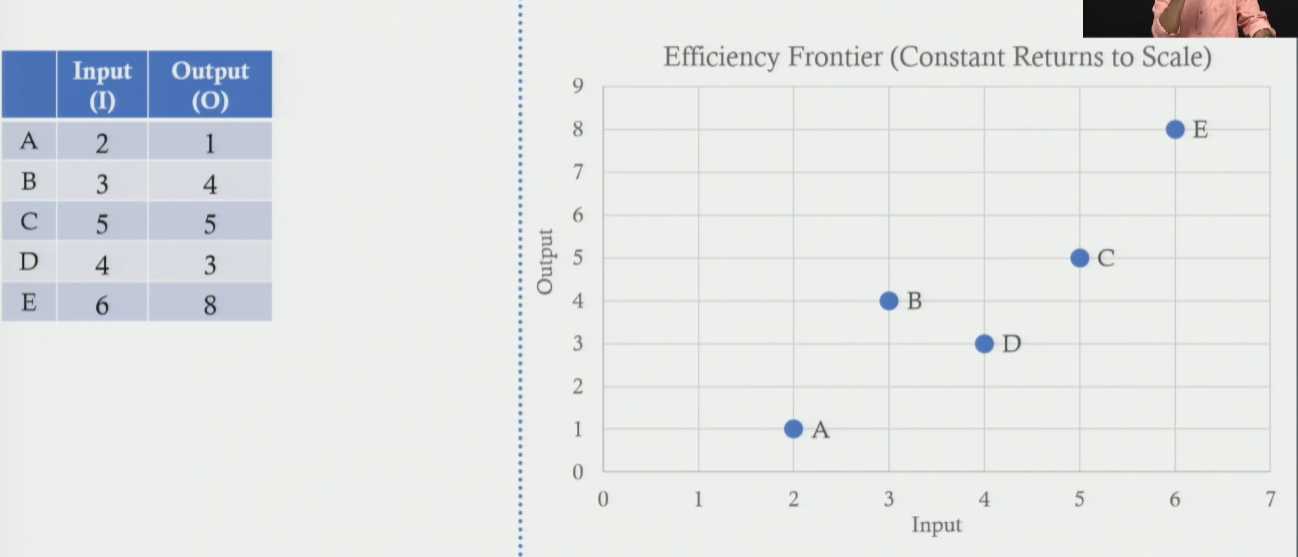 Input (I) Output (O)
A 2 1
B 3 4
C 5 5
D 4 3
E 6 8
Efficiency Frontier (Constant Returns to Scale)
9
8
7
6
5
4
3
2
1
0
Output
E
C
B
D
A
0 1 2 3 4 5 6 7
Input